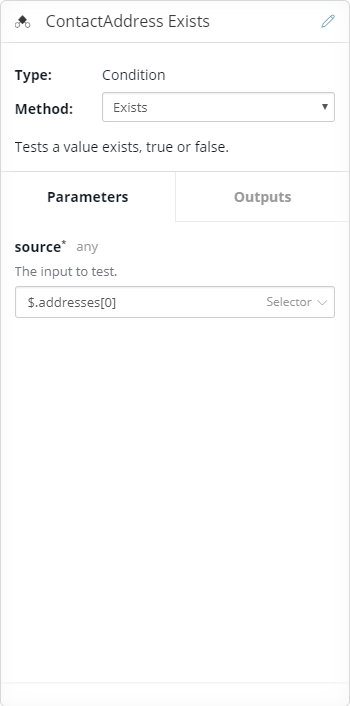 ContactAddress Exists
Type: Condition
Method: Exists
Tests a value exists, true or false.
Parameters Outputs
source* any
The input to test.
$.addresses[0] Selector